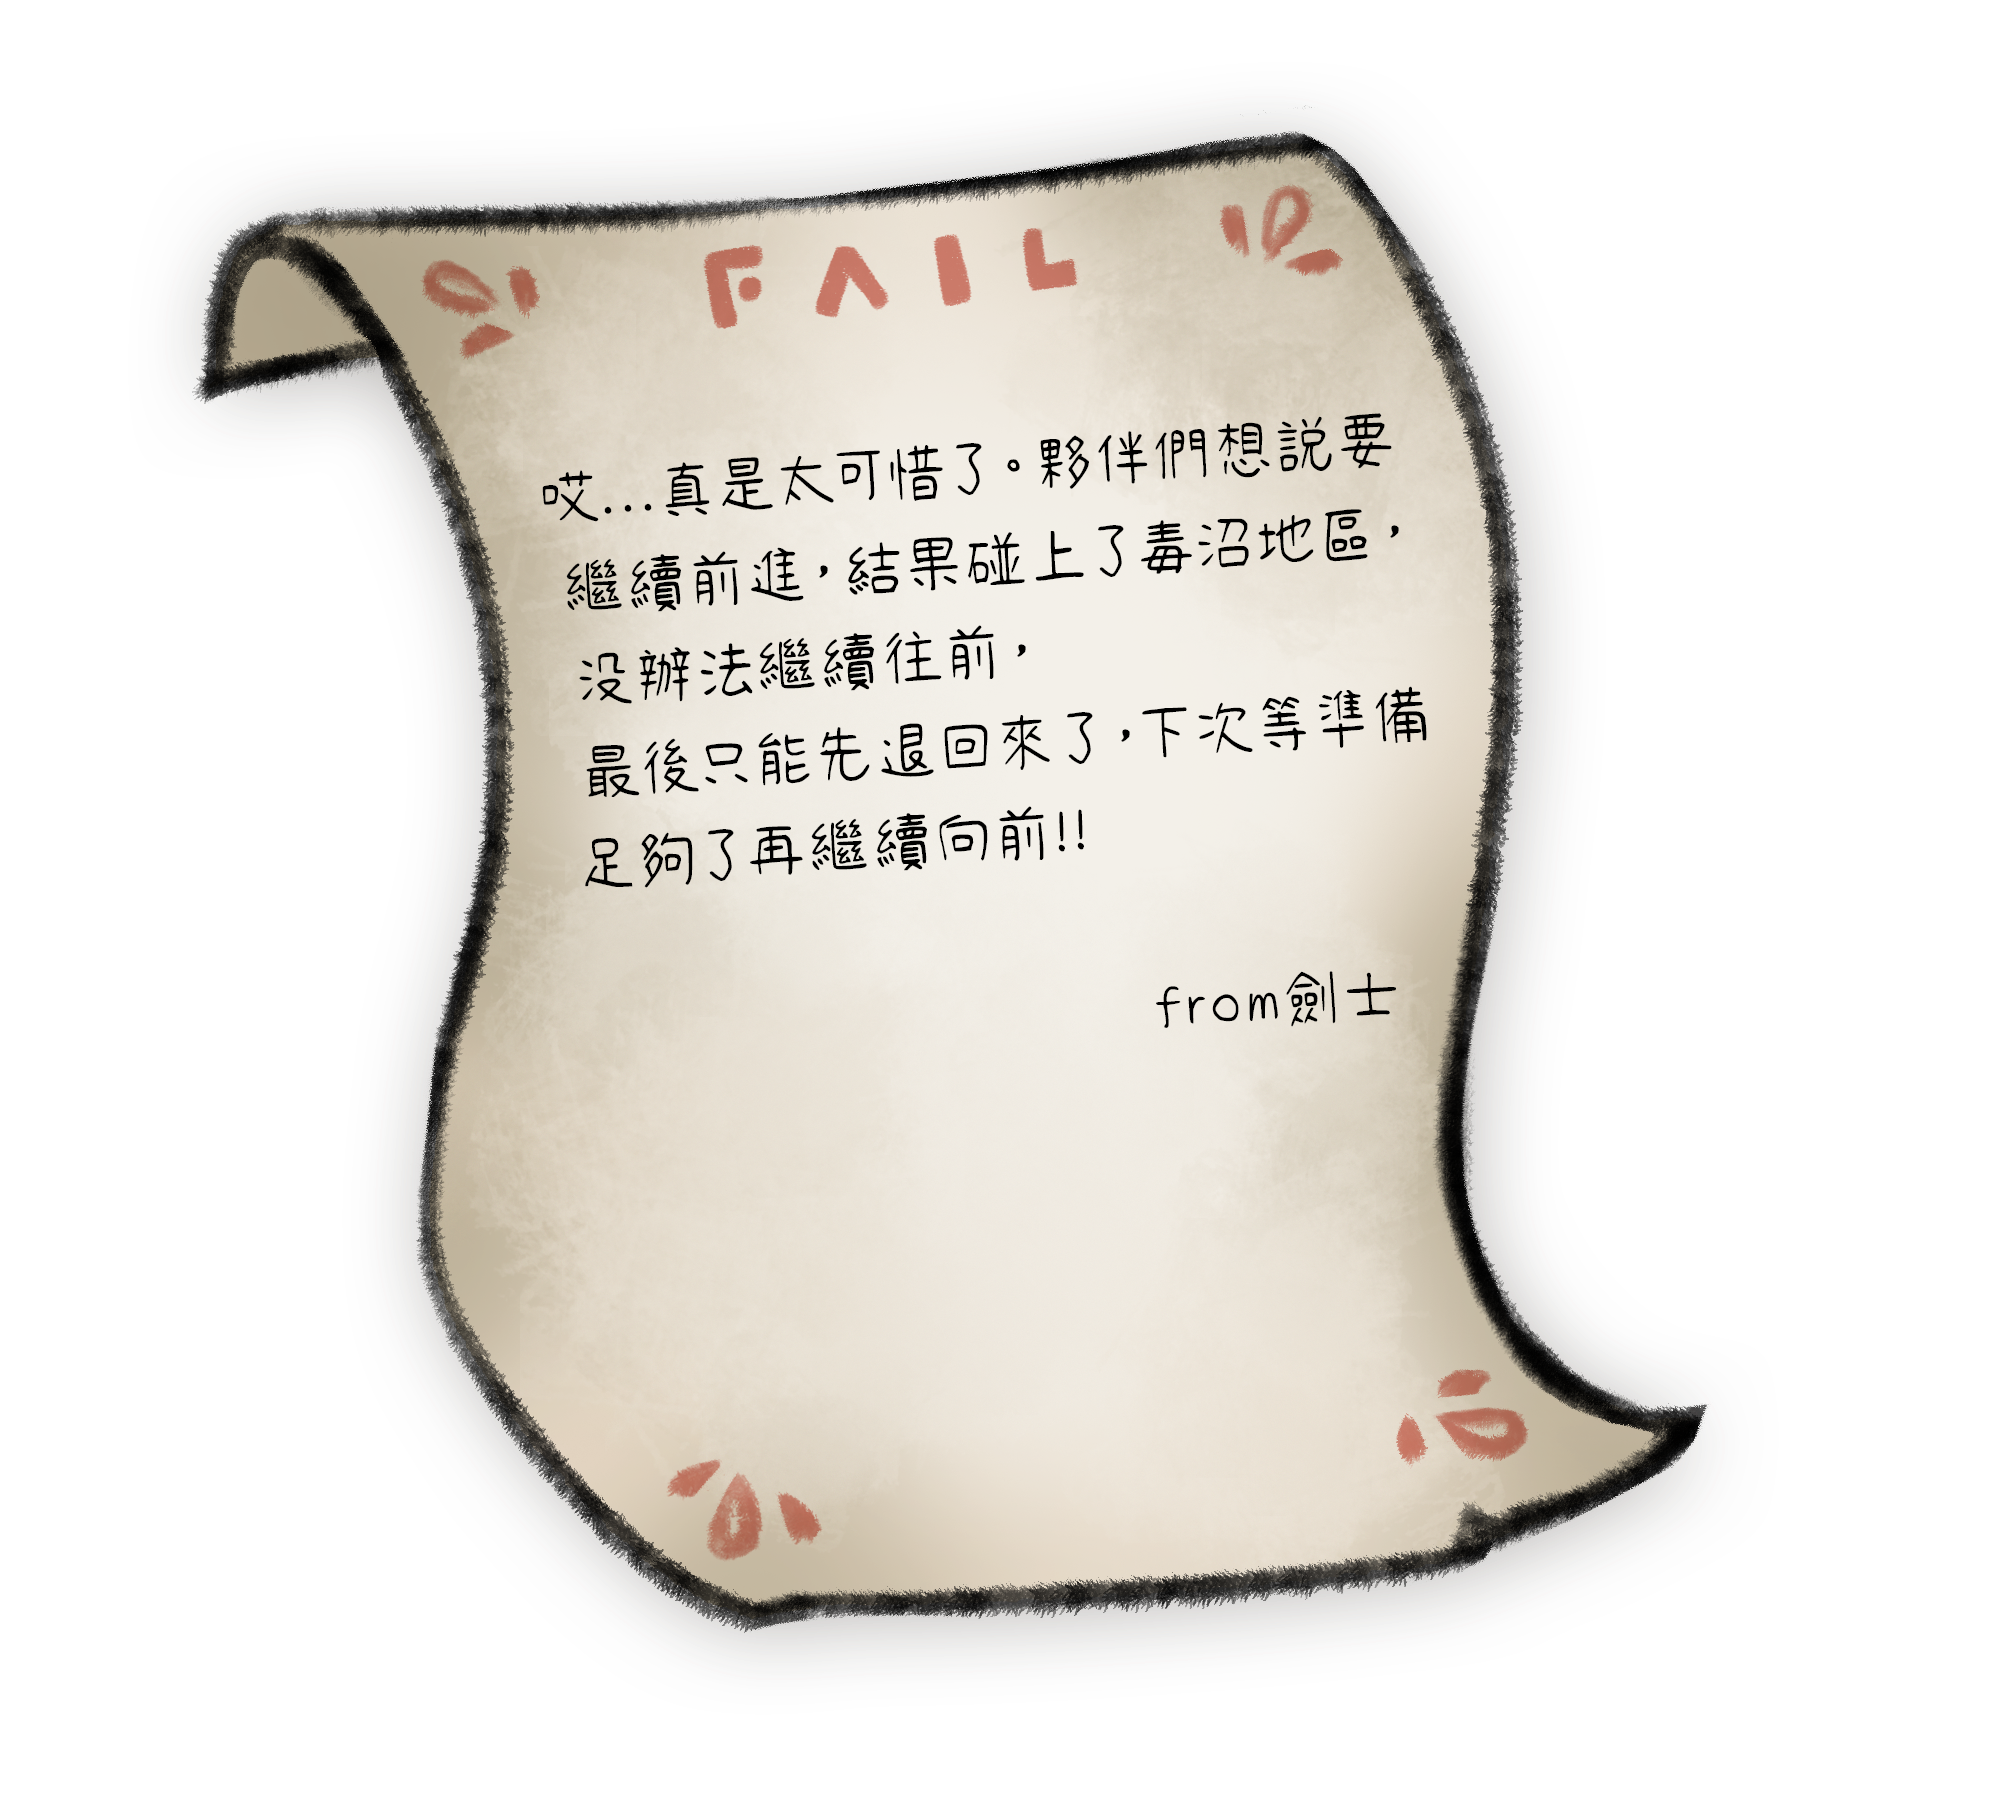 FAIL
哎...真是太可惜了。夥伴們想說要
繼續前進，結果碰上了毒沼地區，
沒辦法繼續往前，
最後只能先退回來了，下次等準備
足夠了再繼續向前!!
from劍士